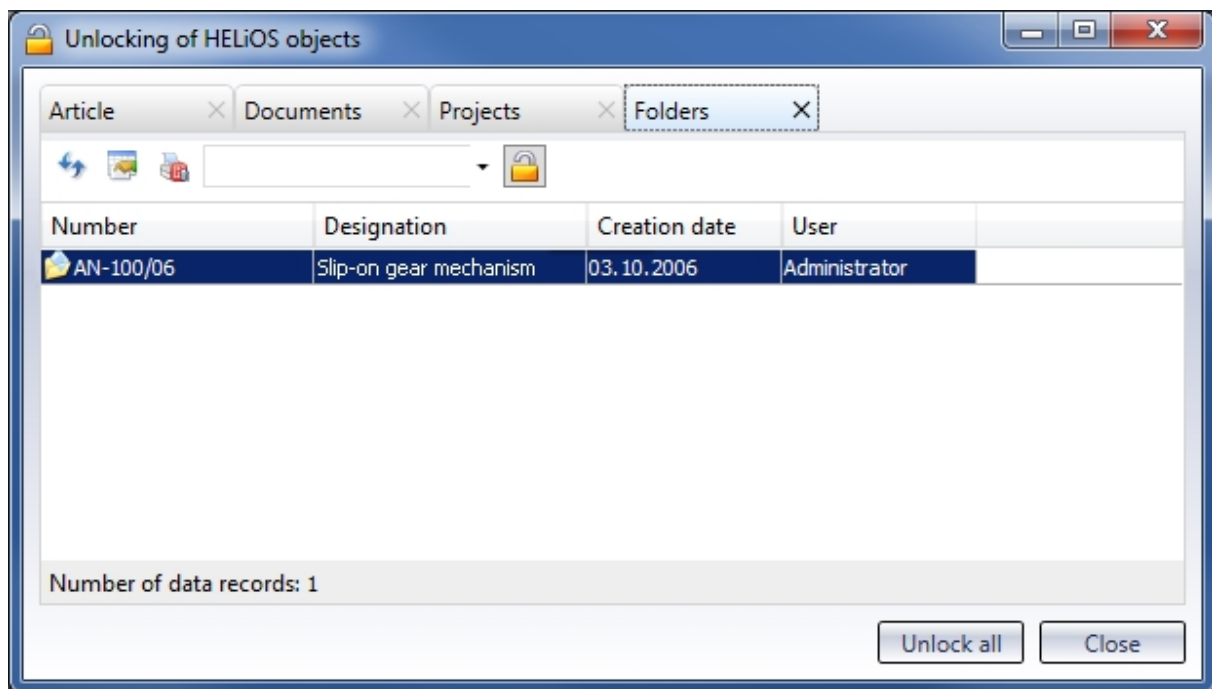 Unlocking of HELiOS objects
Article Documents Projects Folders
Number Designation Creation date User
AN-100/06 Slip-on gear mechanism 03.10.2006 Administrator
Number of data records: 1
Unlock all Close